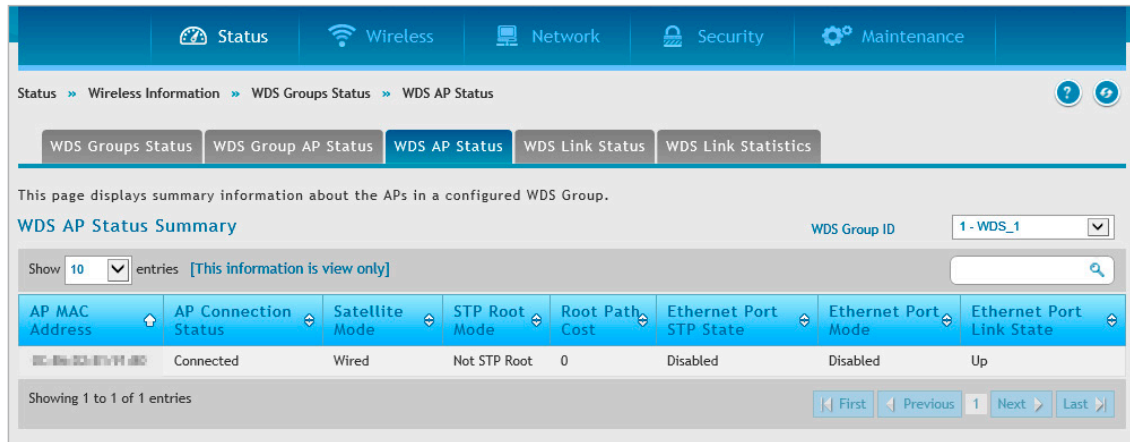 Status Wireless Network Security Maintenance
Status » Wireless Information » WDS Groups Status » WDS AP Status
?
WDS Groups Status WDS Group AP Status WDS AP Status WDS Link Status WDS Link Statistics
This page displays summary information about the APs in a configured WDS Group.
WDS AP Status Summary WDS Group ID 1 - WDS_1
Show 10 entries [This information is view only]
AP MAC Address AP Connection Status Satellite Mode STP Root Mode Root Path Cost Ethernet Port STP State Ethernet Port Mode Ethernet Port Link State
Connected Wired Not STP Root 0 Disabled Disabled Up
Showing 1 to 1 of 1 entries First Previous 1 Next Last